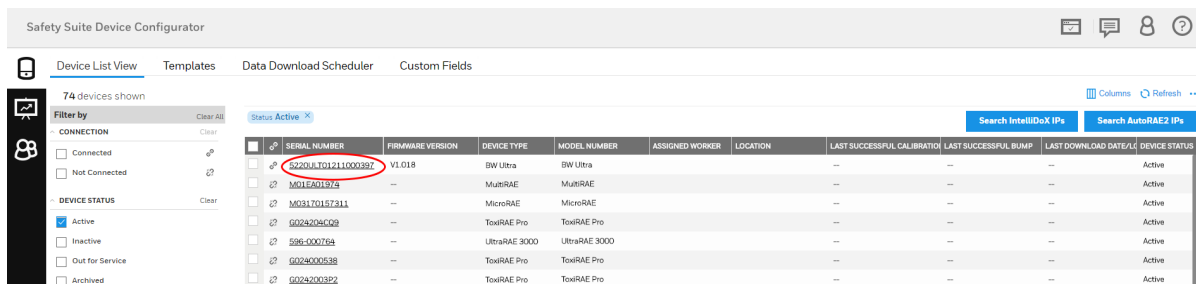 Safety Suite Device Configurator
Device List View Templates Data Download Scheduler Custom Fields
74 devices shown
Columns Refresh
Filter by Clear All
Status Active ×
Search IntelliDoX IPs Search AutoRAE2 IPs
CONNECTION Clear
SERIAL NUMBER FIRMWARE VERSION DEVICE TYPE MODEL NUMBER ASSIGNED WORKER LOCATION LAST SUCCESSFUL CALIBRATIO LAST SUCCESSFUL BUMP LAST DOWNLOAD DATE/LO DEVICE STATUS
Connected
5220ULT01211000397 V1.018 BW Ultra BW Ultra -- -- -- Active
Not Connected
M01EA01974 -- MultiRAE MultiRAE -- -- -- Active
DEVICE STATUS Clear
M03170157311 -- MicroRAE MicroRAE -- -- -- Active
Active
G024204CQ9 -- ToxiRAE Pro ToxiRAE Pro -- -- -- Active
Inactive
596-000764 -- UltraRAE 3000 UltraRAE 3000 -- -- -- Active
Out for Service
G024000538 -- ToxiRAE Pro ToxiRAE Pro -- -- -- Active
Archived
G0242003P2 -- ToxiRAE Pro ToxiRAE Pro -- -- -- Active